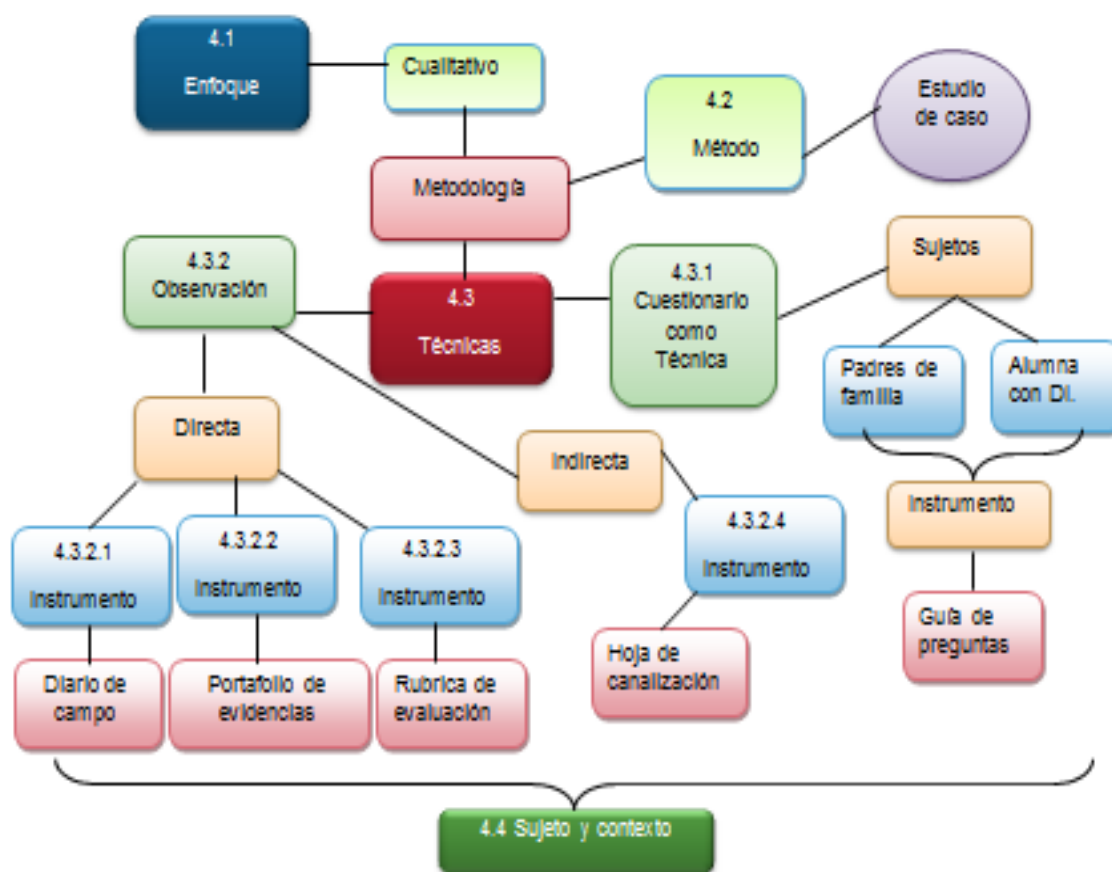 4.1
Enfoque
Cualitativo
4.2
Método
Estudio
de caso
Metodología
4.3.2
Observación
4.3
Técnicas
4.3.1
Cuestionario
como
Técnica
Sujetos
Padres de
familia
Alumna
con DI.
Directa
Indirecta
Instrumento
4.3.2.1
Instrumento
4.3.2.2
Instrumento
4.3.2.3
Instrumento
4.3.2.4
Instrumento
Guía de
preguntas
Diario de
campo
Portafolio de
evidencias
Rubrica de
evaluación
Hoja de
canalización
4.4 Sujeto y contexto